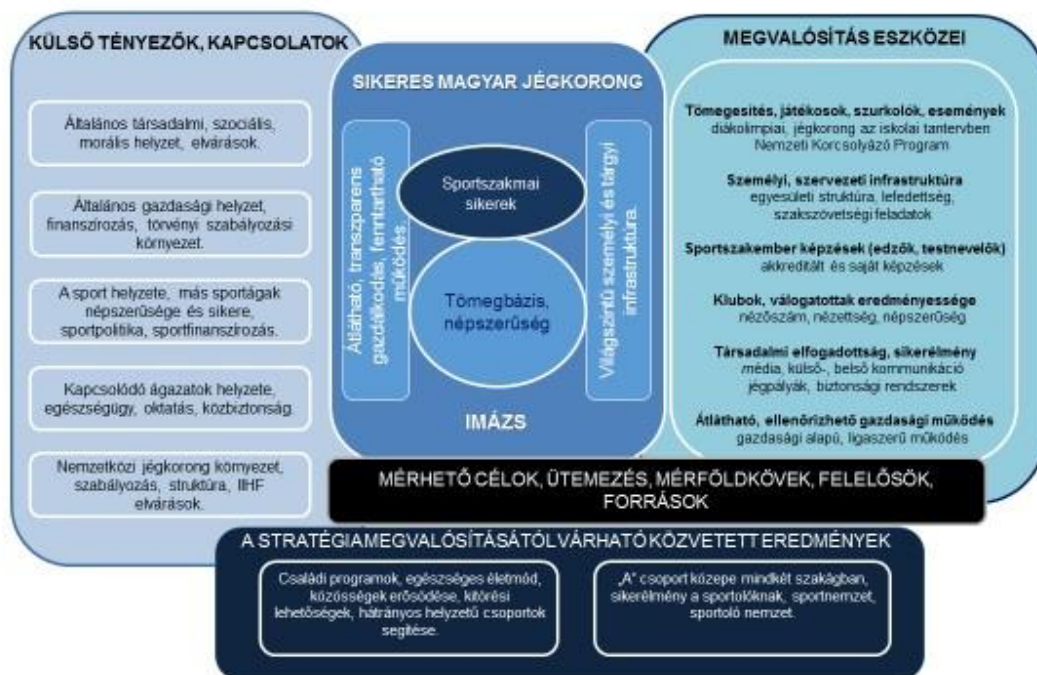 KÜLSŐ TÉNYEZŐK, KAPCSOLATOK
Általános társadalmi, szociális,
morális helyzet, elvárások.
Általános gazdasági helyzet,
finanszírozás, törvényi szabályozási
környezet.
A sport helyzete, más sportágak
népszerűsége és sikere,
sportpolitika, sportfinanszírozás.
Kapcsolódó ágazatok helyzete,
egészségügy, oktatás, közbiztonság.
Nemzetközi jégkorong környezet,
szabályozás, struktúra, IIHF
elvárások.
SIKERES MAGYAR JÉGKORONG
Átlátható, transzparens
gazdálkodás, fenntartható
működés.
Sportszakmai
sikerek
Tömegbázis,
népszerűség
Világszintű személyi és tárgyi
infrastruktúra.
IMÁZS
MEGVALÓSÍTÁS ESZKÖZEI
Tömegesítés, játékosok, szurkolók, események
diákolimpiai, jégkorong az iskolai tantervben
Nemzeti Korcsolyázó Program
Személyi, szervezeti infrastruktúra
egyesületi struktúra, lefedettség,
szakszövetségi feladatok
Sportszakember képzések (edzők, testnevelők)
akkreditált és saját képzések
Klubok, válogatottak eredményessége
nézőszám, nézettség, népszerűség
Társadalmi elfogadottság, sikerélmény
média, külső-, belső kommunikáció
jégpályák, biztonsági rendszerek
Átlátható, ellenőrizhető gazdasági működés
gazdasági alapú, ligaszerű működés
MÉRHETŐ CÉLOK, ÜTEMEZÉS, MÉRFÖLDKÖVEK, FELELŐSÖK,
FORRÁSOK
A STRATÉGIA MEGVALÓSÍTÁSÁTÓL VÁRHATÓ KÖZVETETT EREDMÉNYEK
Családi programok, egészséges életmód,
közösségek erősödése, kitörési
lehetőségek, hátrányos helyzetű csoportok
segítése.
„A" csoport közepe mindkét szakágban,
sikerélmény a sportolóknak, sportnemzet,
sportoló nemzet.